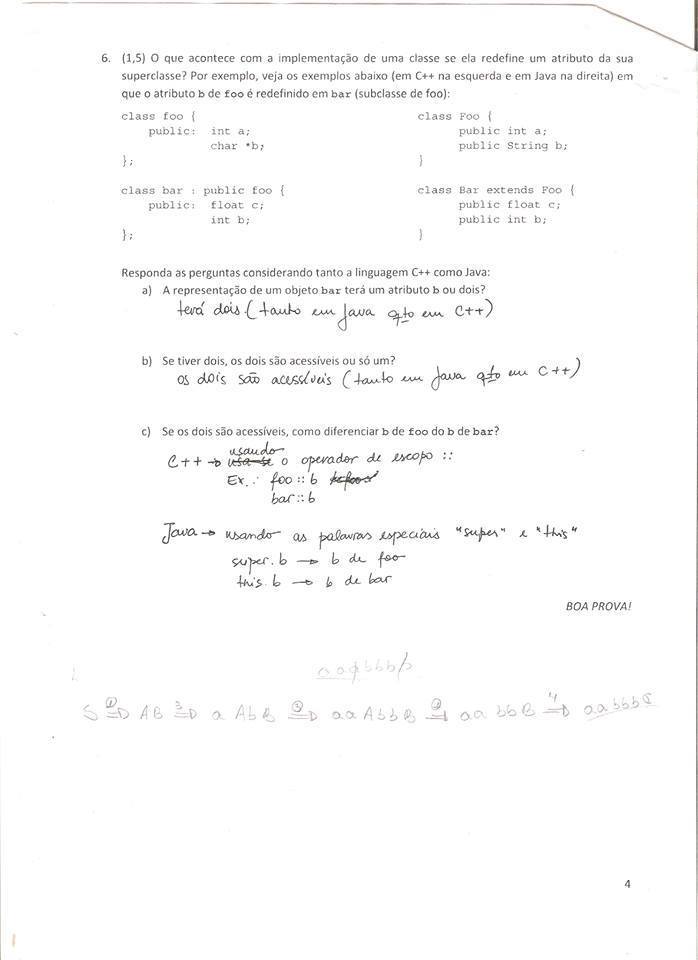 6. (1,5) O que acontece com a implementação de uma classe se ela redefine um atributo da sua
superclasse? Por exemplo, veja os exemplos abaixo (em C++ na esquerda e em Java na direita) em
que o atributo b de foo é redefinido em bar (subclasse de foo):
class foo {
public: int a;
char *b;
};
class bar : public foo {
public: float c;
int b;
};
class Foo {
public int a;
public String b;
}
class Bar extends Foo {
public float c;
public int b;
}
Responda as perguntas considerando tanto a linguagem C++ como Java:
a) A representação de um objeto bar terá um atributo b ou dois?
terá dois (tanto em Java qto em C++)
b) Se tiver dois, os dois são acessíveis ou só um?
os dois são acessíveis (tanto em Java qto em C++)
c) Se os dois são acessíveis, como diferenciar b de foo do b de bar?
usando
C++ → usa-se o operador de escopo ::
Ex.: foo::b
bar::b
Java → usando as palavras especiais "super" e "this"
super.b → b de foo
this.b → b de bar
BOA PROVA!
S ⇒ AB ⇒ a AbB ⇒ aaAbbB ⇒ aabbB ⇒
4